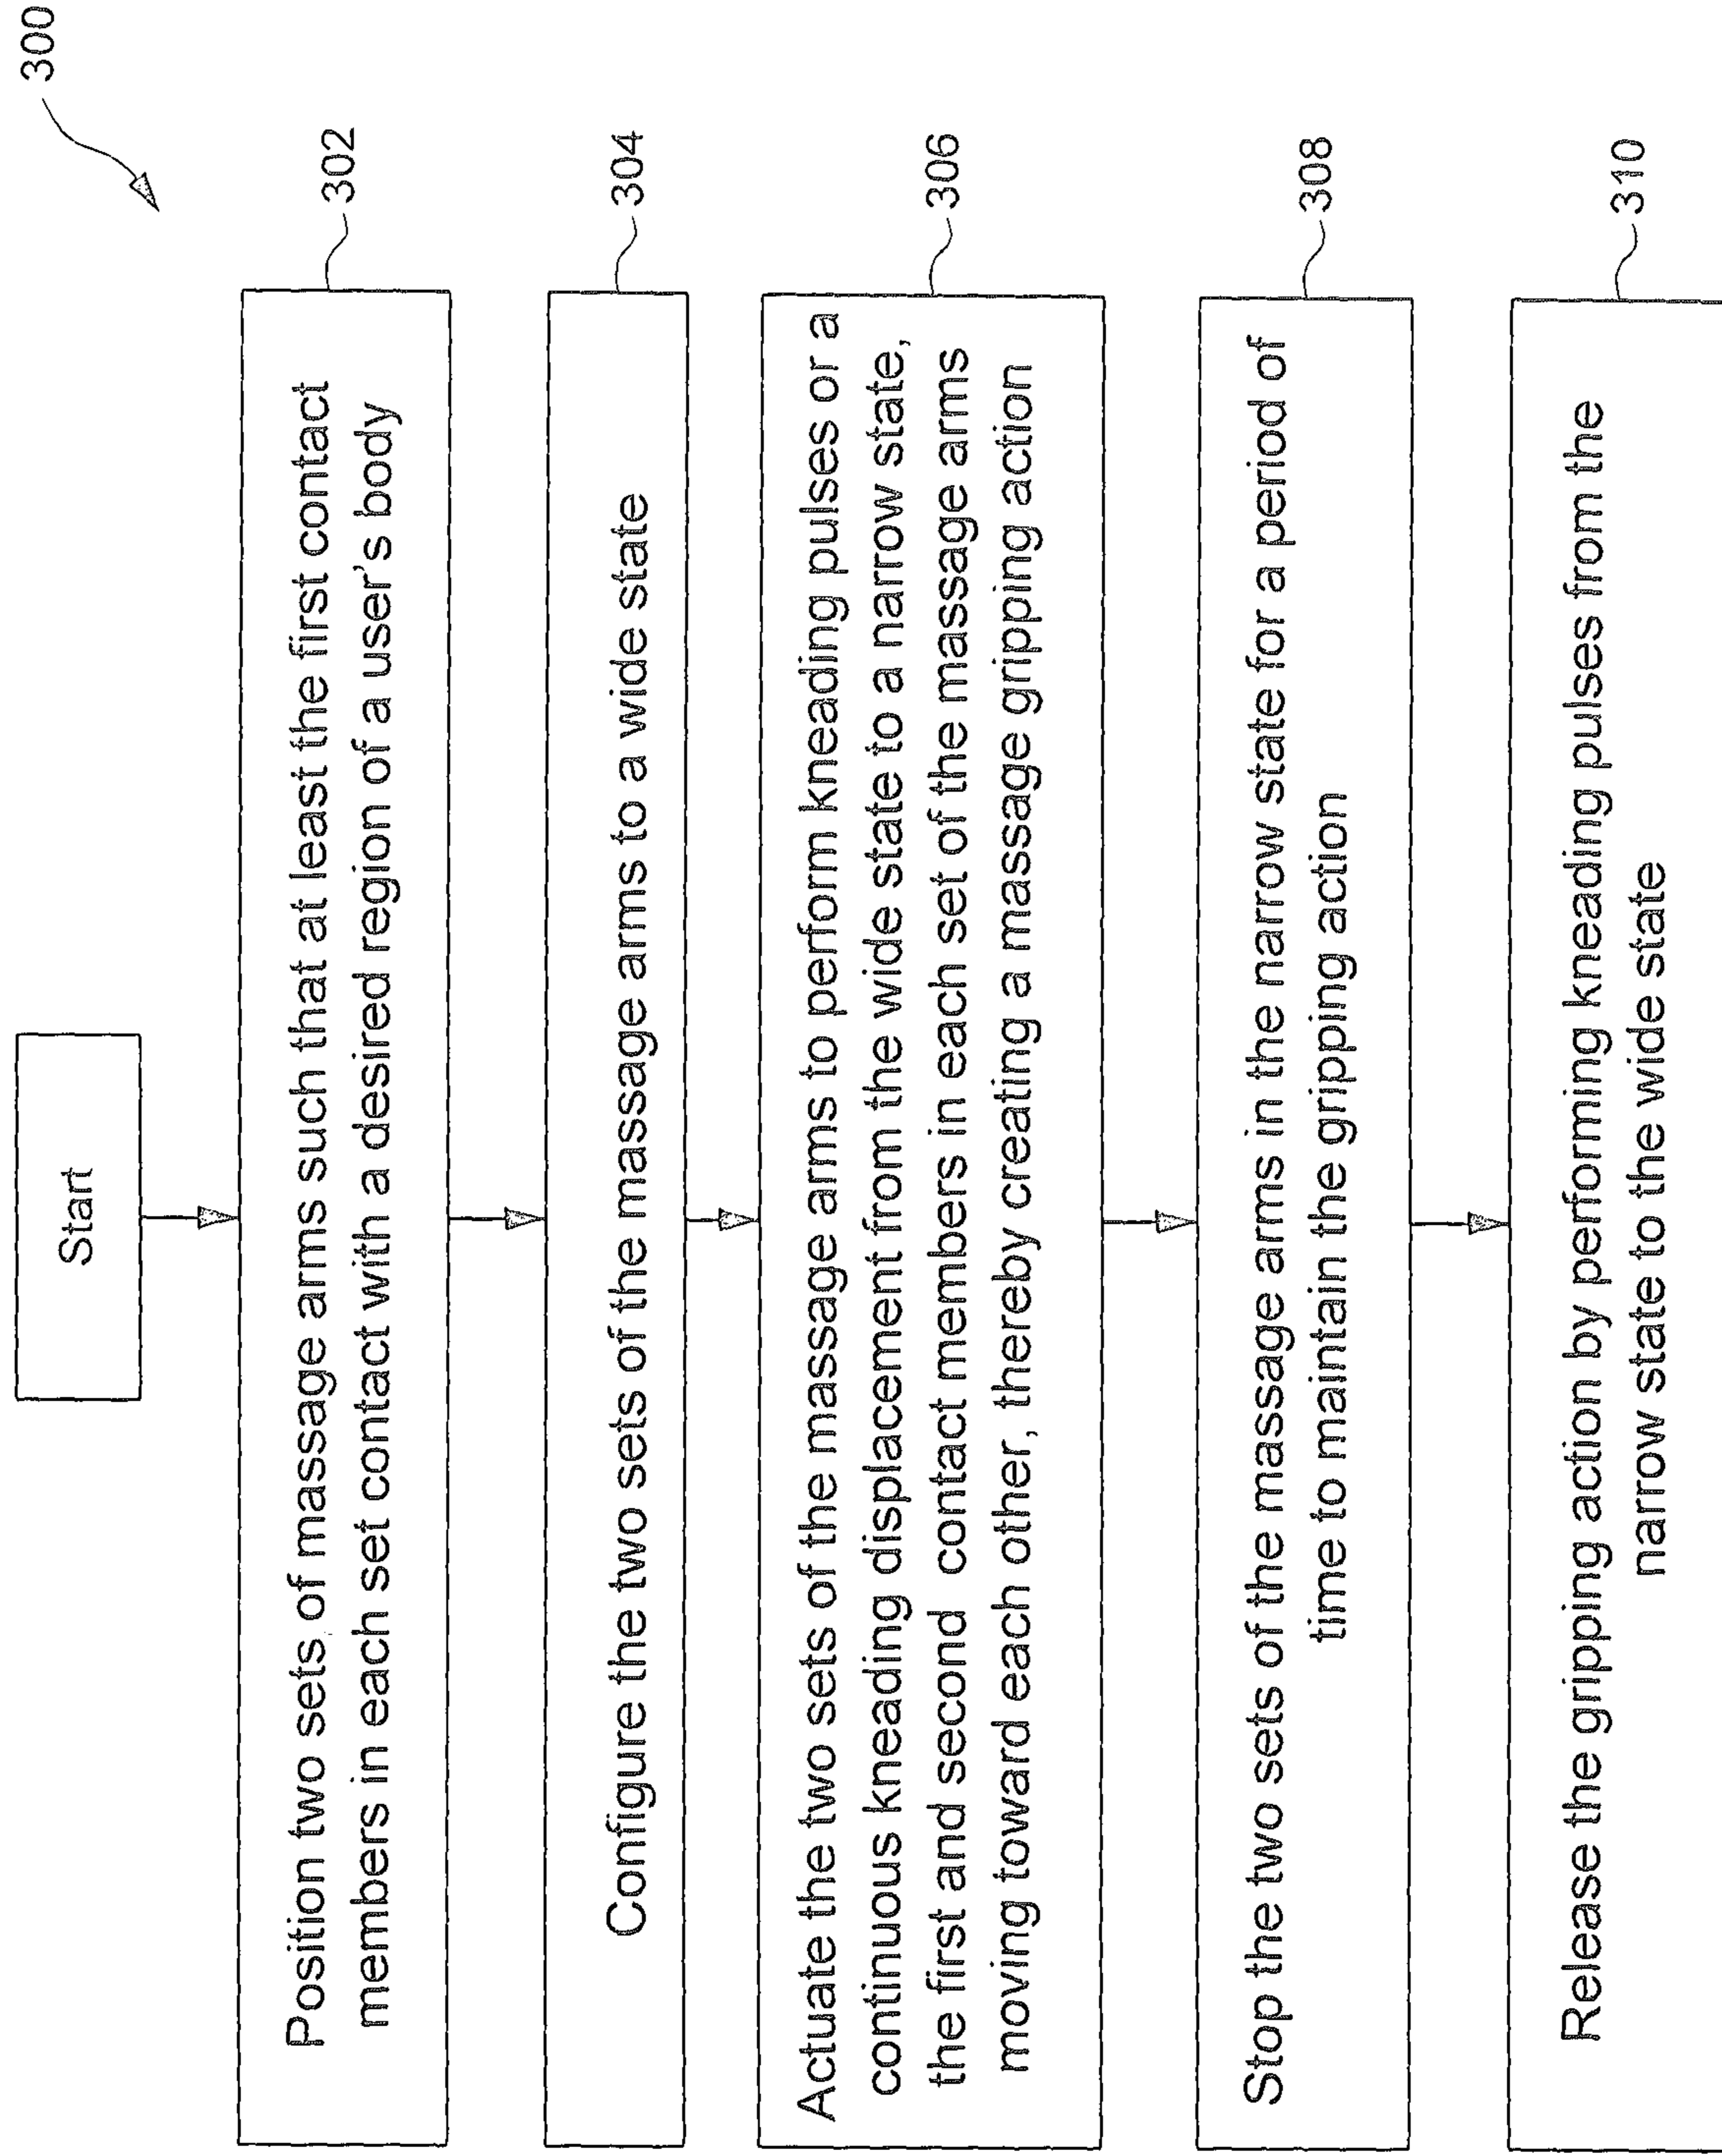 300
Start
Position two sets of massage arms such that at least the first contact
members in each set contact with a desired region of a user's body
302
Configure the two sets of the massage arms to a wide state
304
Actuate the two sets of the massage arms to perform kneading pulses or a
continuous kneading displacement from the wide state to a narrow state,
the first and second contact members in each set of the massage arms
moving toward each other, thereby creating a massage gripping action
306
Stop the two sets of the massage arms in the narrow state for a period of
time to maintain the gripping action
308
Release the gripping action by performing kneading pulses from the
narrow state to the wide state
310